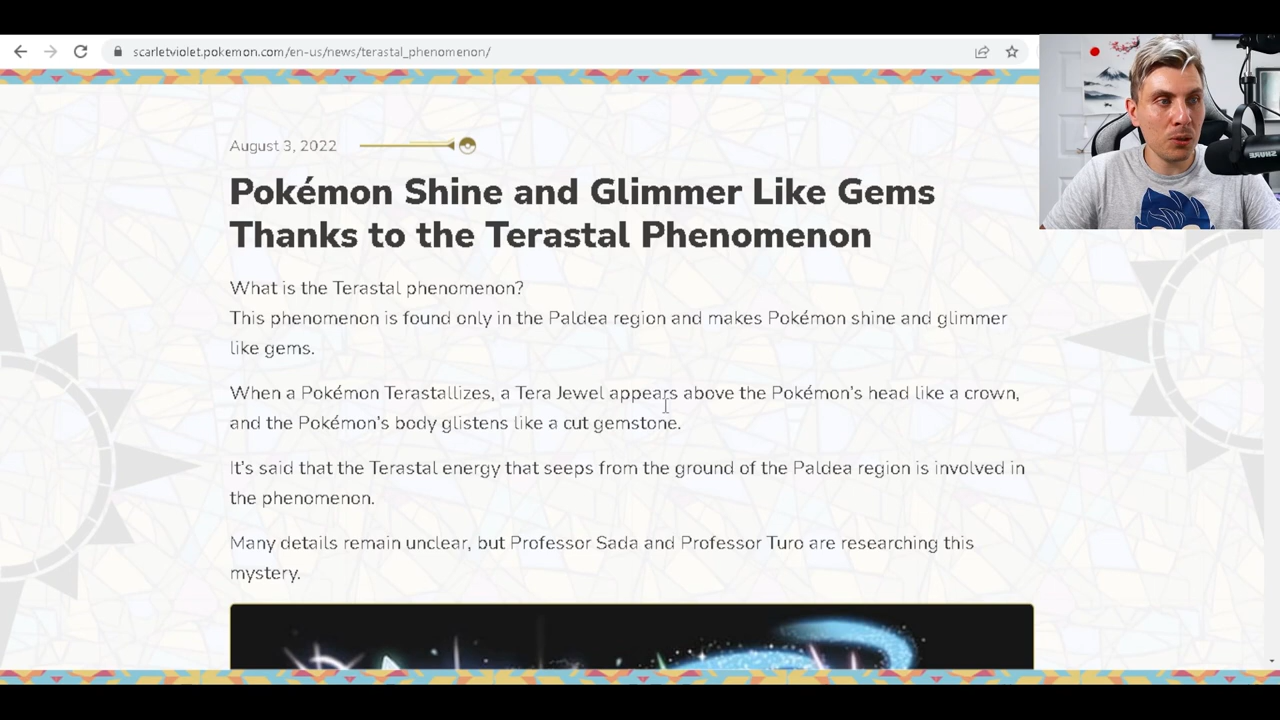 scarletviolet.pokemon.com/en-us/news/terastal_phenomenon/
August 3, 2022
Pokémon Shine and Glimmer Like Gems
Thanks to the Terastal Phenomenon
What is the Terastal phenomenon?
This phenomenon is found only in the Paldea region and makes Pokémon shine and glimmer
like gems.
When a Pokémon Terastallizes, a Tera Jewel appears above the Pokémon's head like a crown,
and the Pokémon's body glistens like a cut gemstone.
It's said that the Terastal energy that seeps from the ground of the Paldea region is involved in
the phenomenon.
Many details remain unclear, but Professor Sada and Professor Turo are researching this
mystery.
SHURE